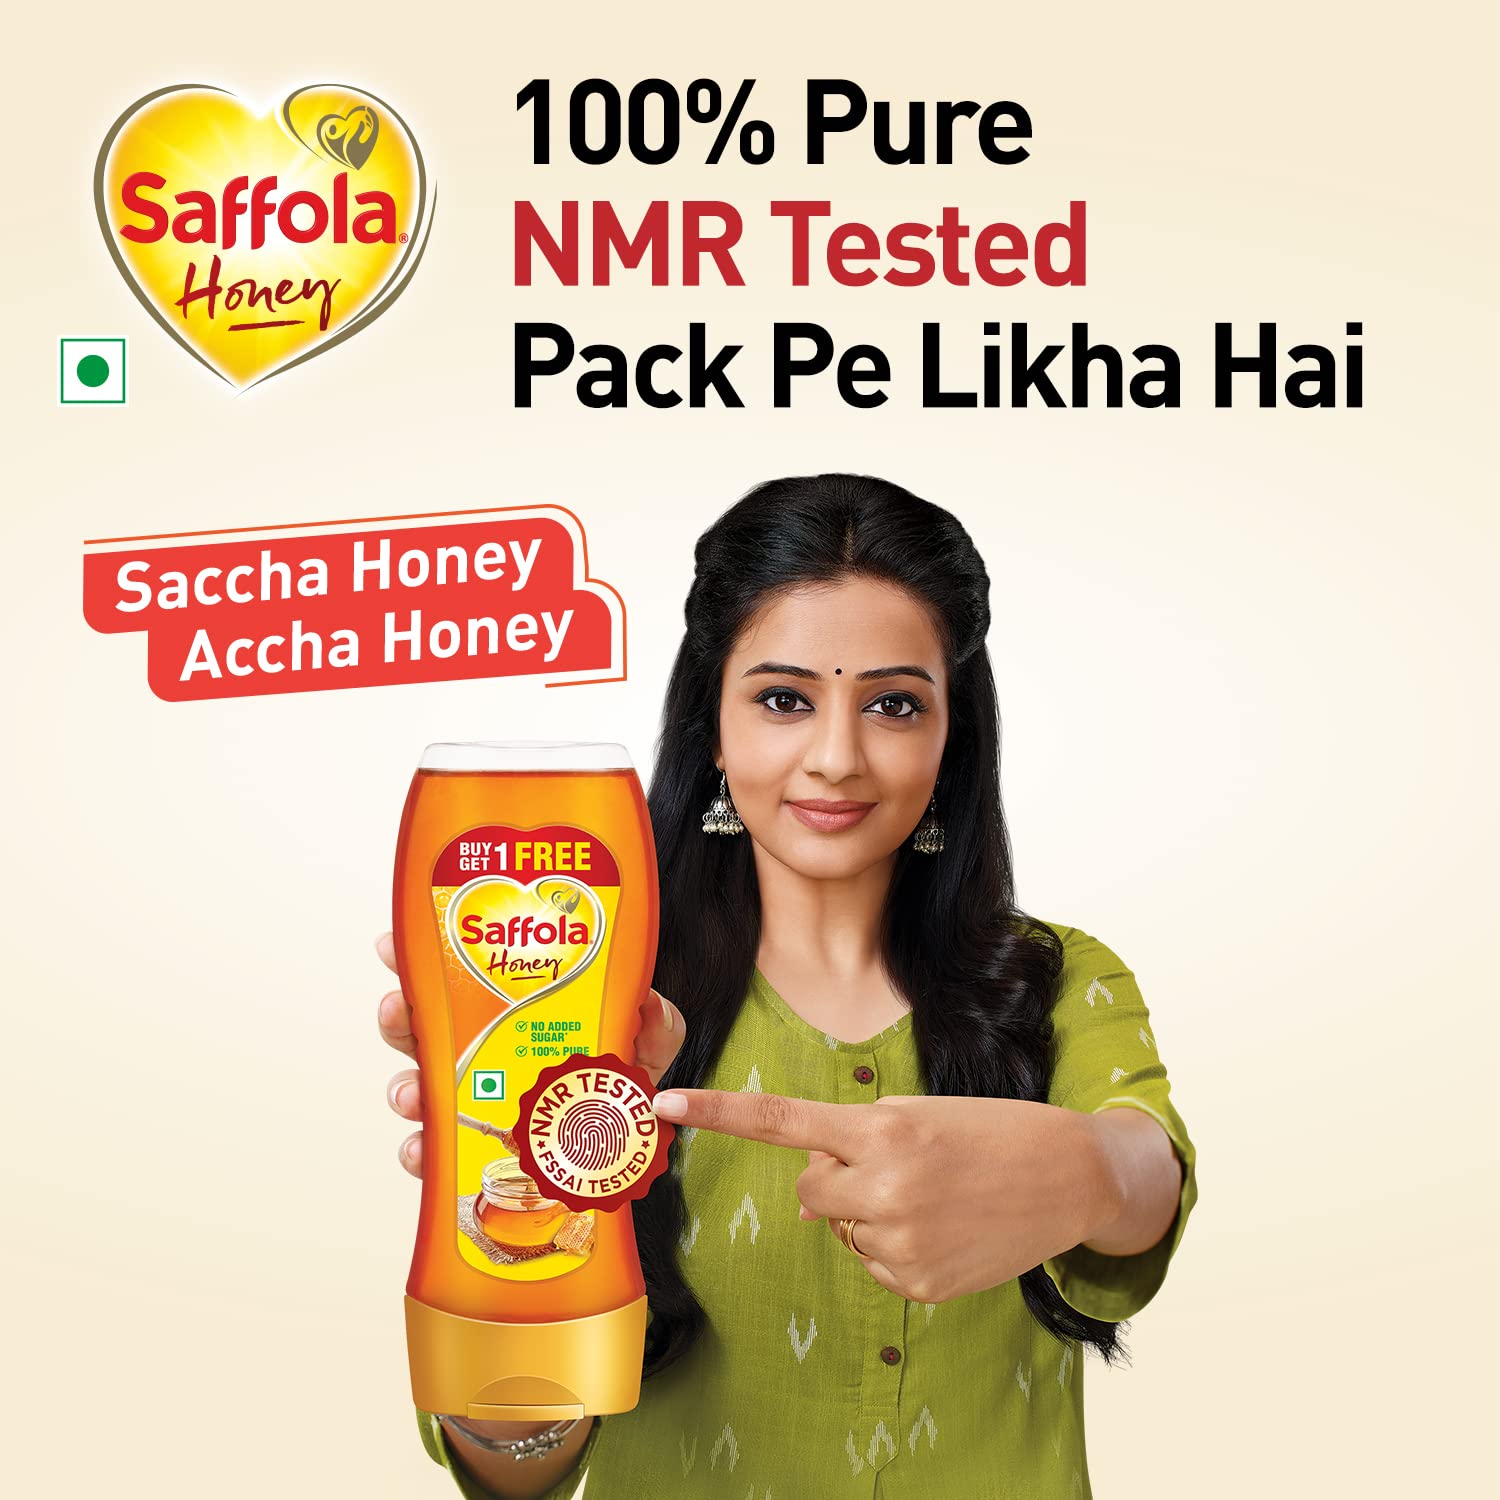 Saffola®
Honey
100% Pure
NMR Tested
Pack Pe Likha Hai
Saccha Honey
Accha Honey
BUY
GET 1 FREE
Saffola
Honey
NO ADDED
SUGAR*
100% PURE
NMR TESTED
FSSAI TESTED